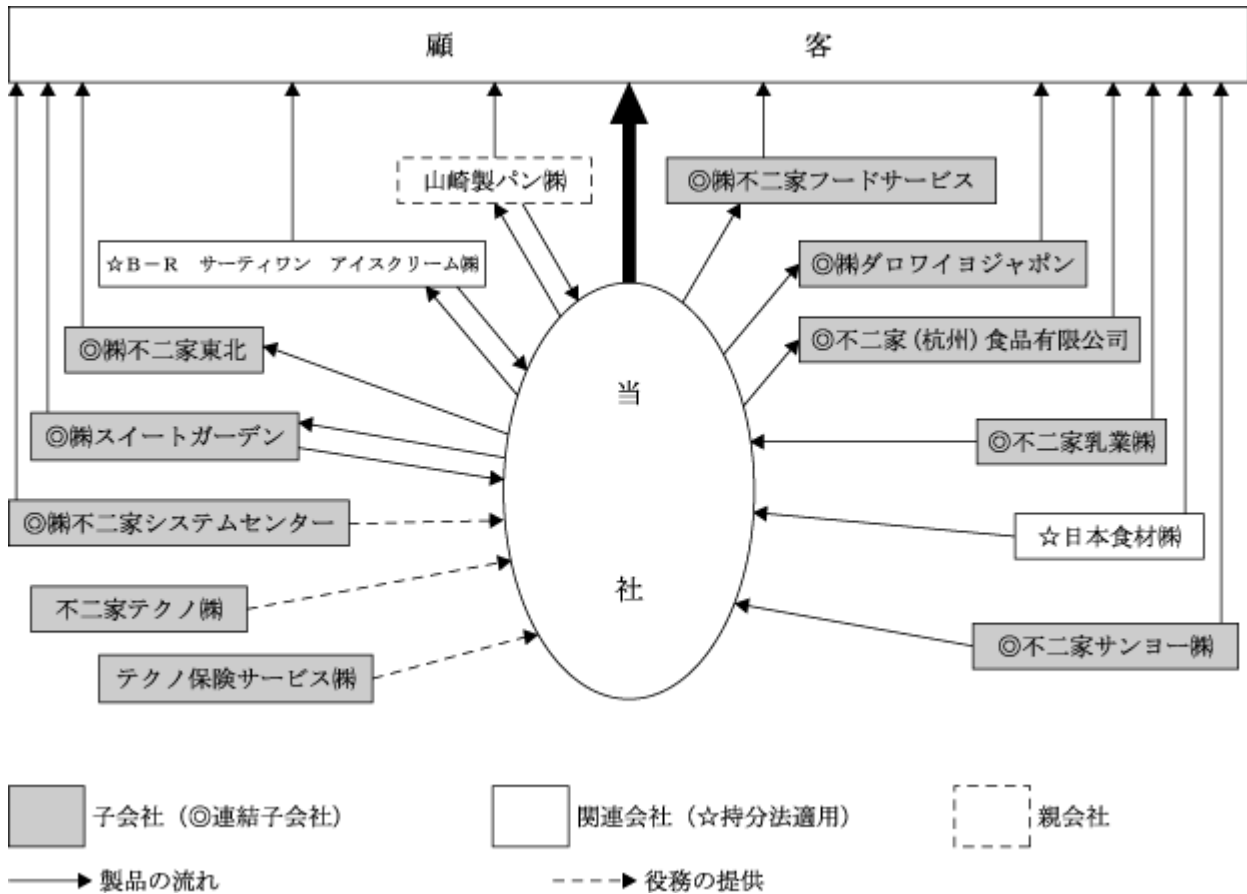 顧客
山崎製パン㈱
◎㈱不二家フードサービス
☆B－R サーティワン アイスクリーム㈱
◎㈱ダロワイヨジャポン
◎㈱不二家東北
◎不二家(杭州)食品有限公司
当社
◎㈱スイートガーデン
◎不二家乳業㈱
◎㈱不二家システムセンター
☆日本食材㈱
不二家テクノ㈱
◎不二家サンヨー㈱
テクノ保険サービス㈱
子会社（◎連結子会社）
関連会社（☆持分法適用）
親会社
製品の流れ
役務の提供